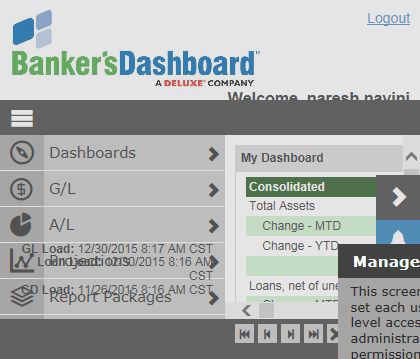 Logout
Banker'sDashboard™
A DELUXE® COMPANY
Welcome, paresh navini
Dashboards
G/L
A/L
GL Load: 12/30/2015 8:17 AM CST
Loan Load: 12/30/2015 8:16 AM CST
CD Load: 11/26/2015 8:16 AM CST
Report Packages
My Dashboard
Consolidated
Total Assets
Change - MTD
Change - YTD
Loans, net of une
Change - MTD
Manage
This screen
set each us
level acces
administra
permission